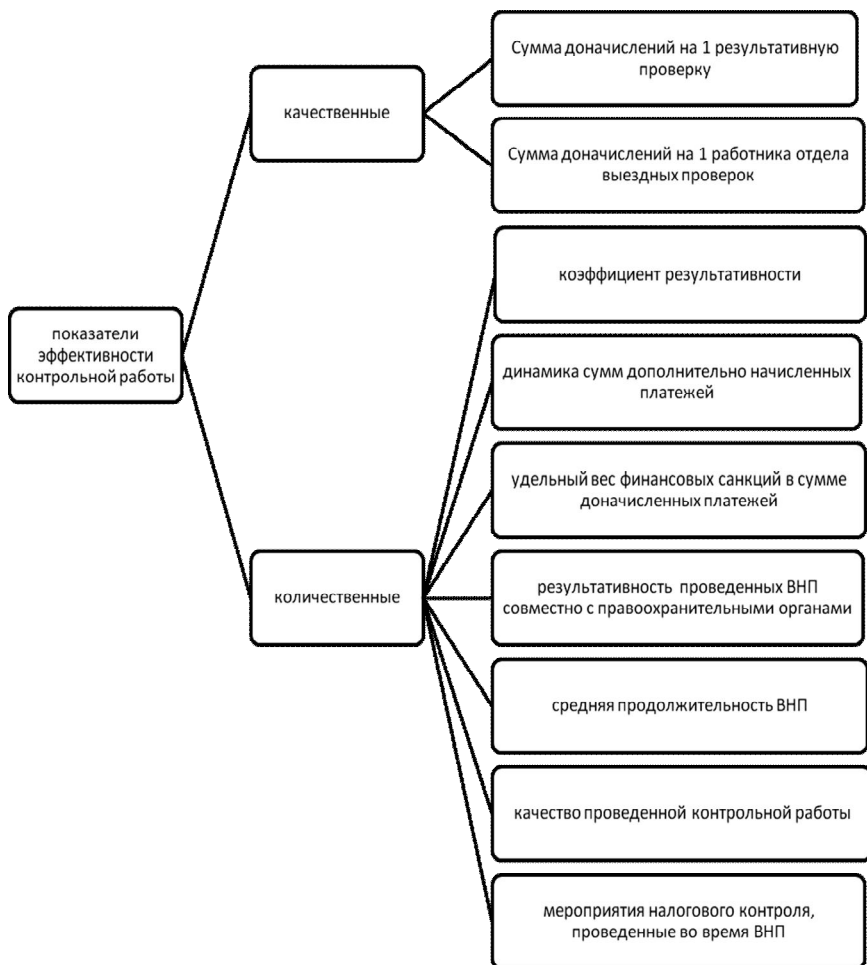 показатели
эффективности
контрольной работы
качественные
Сумма доначислений на 1 результативную
проверку
Сумма доначислений на 1 работника отдела
выездных проверок
количественные
коэффициент результативности
динамика сумм дополнительно начисленных
платежей
удельный вес финансовых санкций в сумме
доначисленных платежей
результативность проведенных ВНП
совместно с правоохранительными органами
средняя продолжительность ВНП
качество проведенной контрольной работы
мероприятия налогового контроля,
проведенные во время ВНП